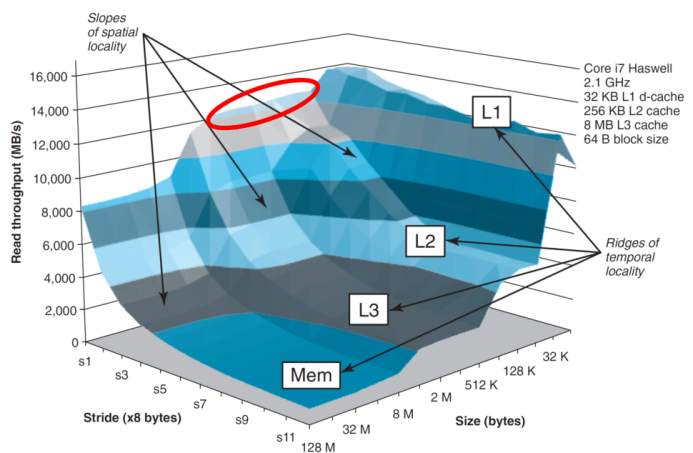 Slopes
of spatial
locality
16,000
14,000
12,000
10,000
8,000
6,000
4,000
2,000
0
Read throughput (MB/s)
Core i7 Haswell
2.1 GHz
32 KB L1 d-cache
256 KB L2 cache
8 MB L3 cache
64 B block size
L1
L2
L3
Mem
Ridges of
temporal
locality
s1
s3
s5
s7
s9
s11
Stride (x8 bytes)
128 M
32 M
8 M
2 M
512 K
128 K
32 K
Size (bytes)